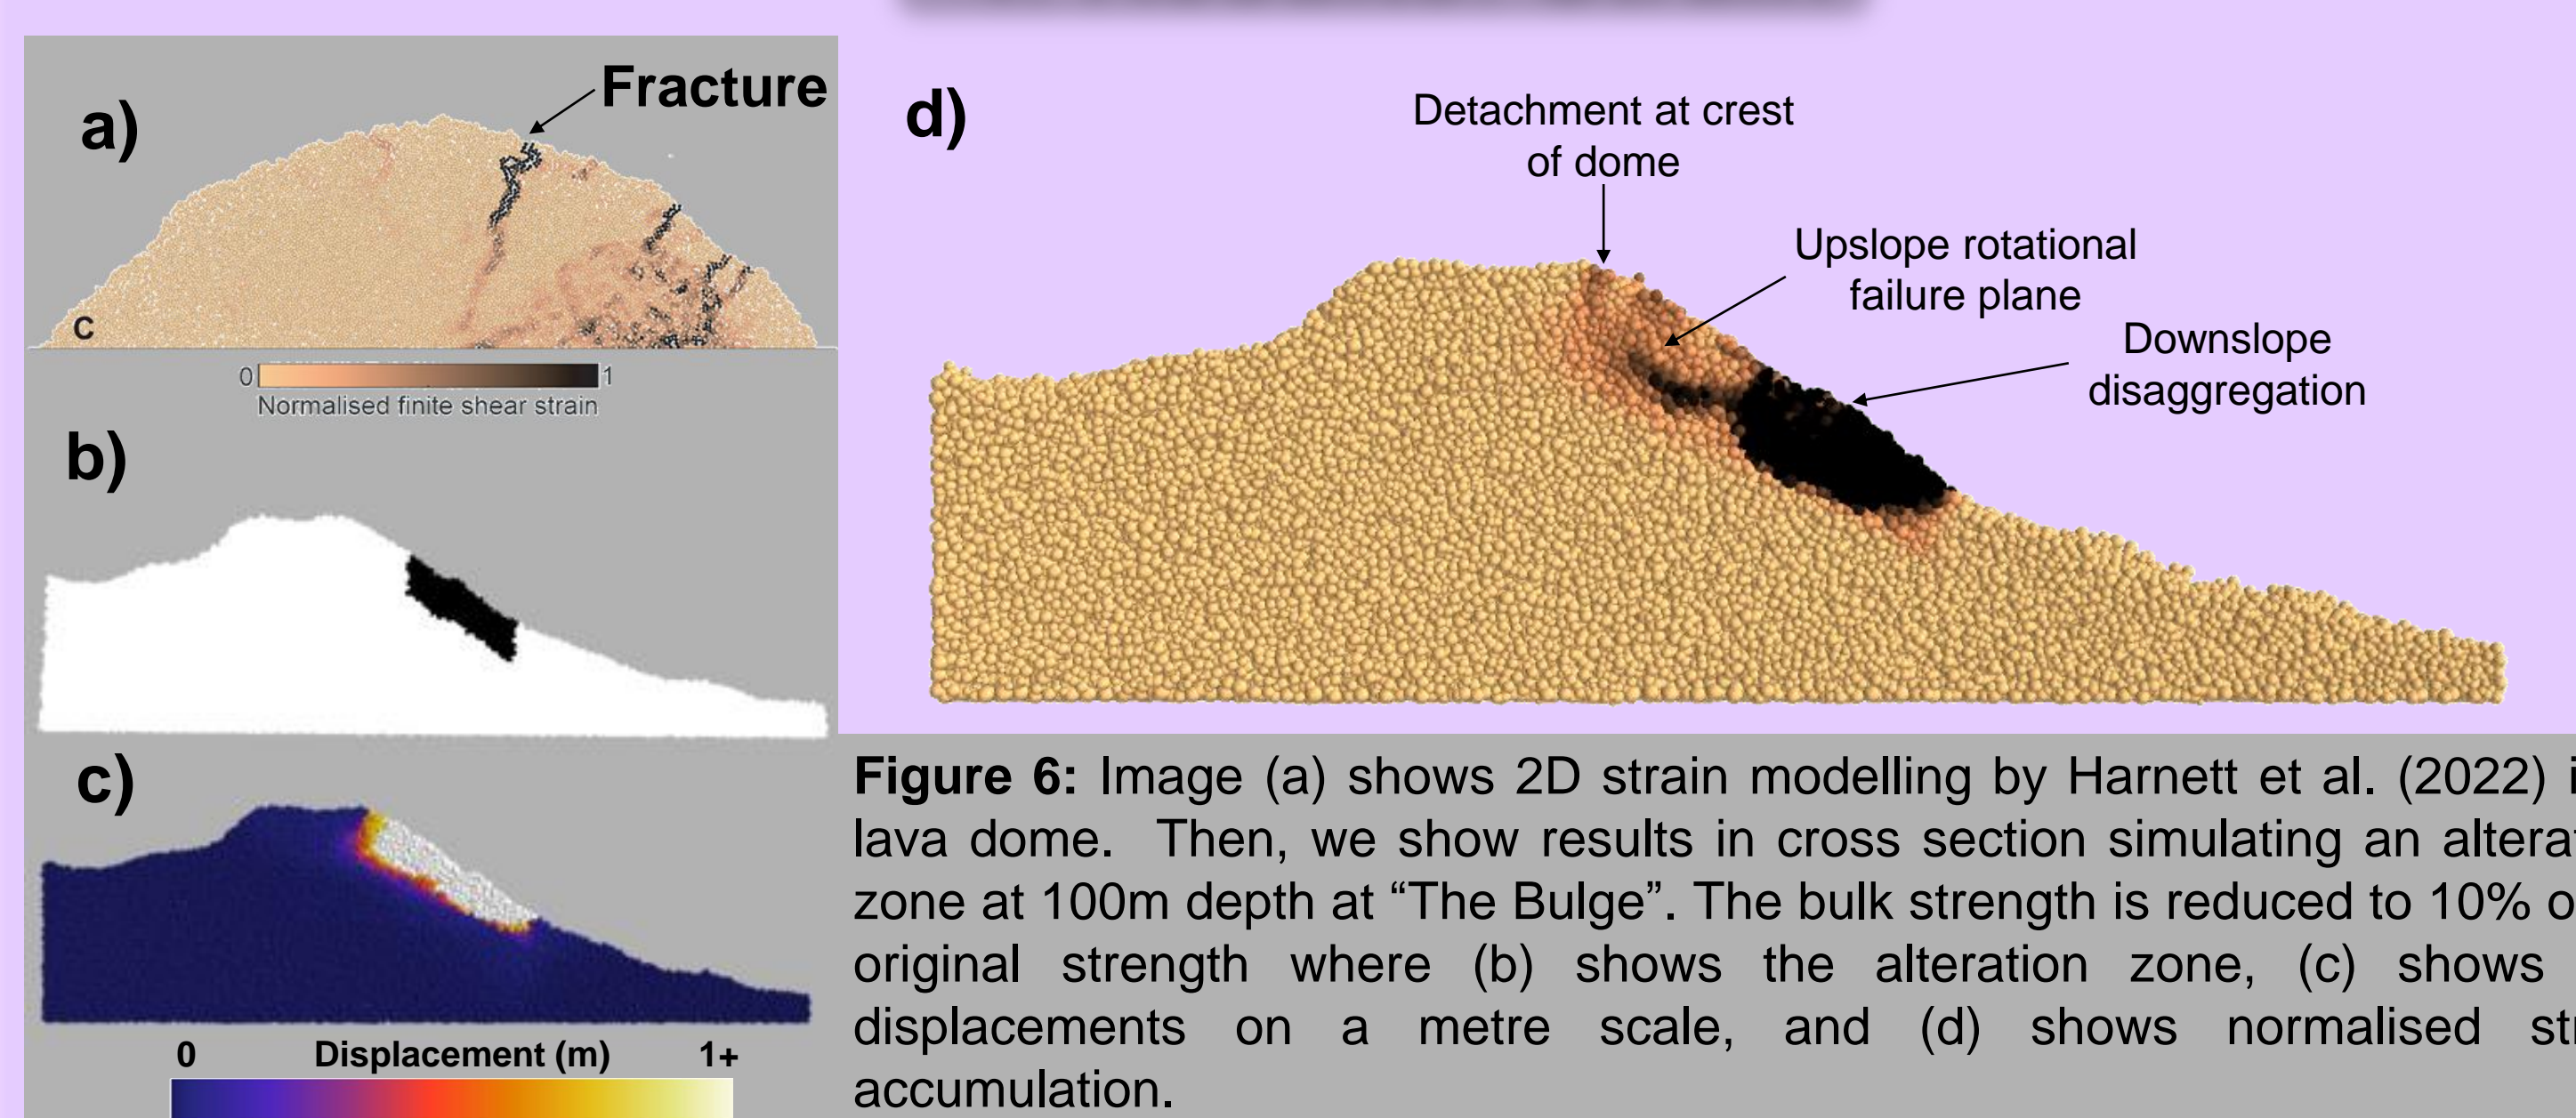 a)
Fracture
c
0
1
Normalised finite shear strain
b)
c)
0 Displacement (m) 1+
d)
Detachment at crest
of dome
Upslope rotational
failure plane
Downslope
disaggregation
Figure 6: Image (a) shows 2D strain modelling by Harnett et al. (2022)
lava dome. Then, we show results in cross section simulating an
zone at 100m depth at “The Bulge”. The bulk strength is reduced to 10%
original strength where (b) shows the alteration zone, (c) shows
displacements on a metre scale, and (d) shows normalised
accumulation.